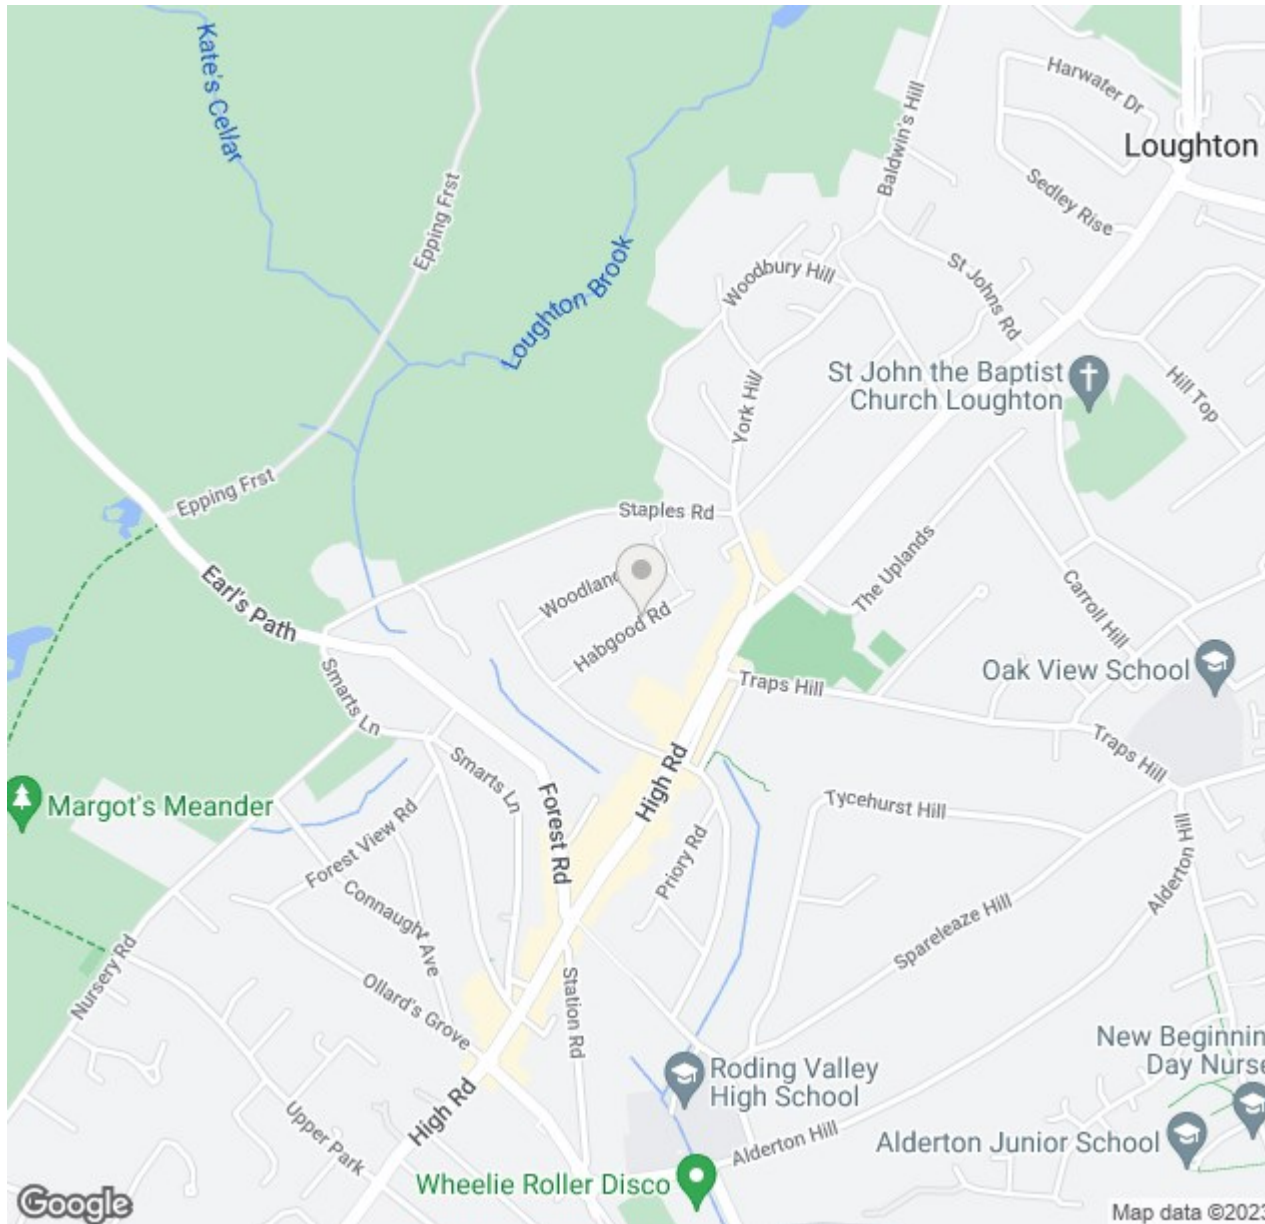 Kate's Cellar
Baldwin's Hill
Harwater Dr
Loughton
Epping Frst
Sedley Rise
Loughton Brook
Woodbury Hill
St Johns Rd
St John the Baptist
Church Loughton
Hill Top
York Hill
Epping Frst
Staples Rd
The Uplands
Earl's Path
Carroll Hill
Habgood Rd
Oak View School
Smarts Ln
Traps Hill
Smarts Ln
Traps Hill
High Rd
Margot's Meander
Forest Rd
Tycehurst Hill
Forest View Rd
Priory Rd
Alderton Hill
Connaught Ave
Spareleaze Hill
Nursery Rd
Ollard's Grove
Station Rd
New
Day
Roding Valley
High School
Upper Park
High Rd
Alderton Hill
Alderton Junior School
Wheelie Roller Disco
Google
Map data ©2023